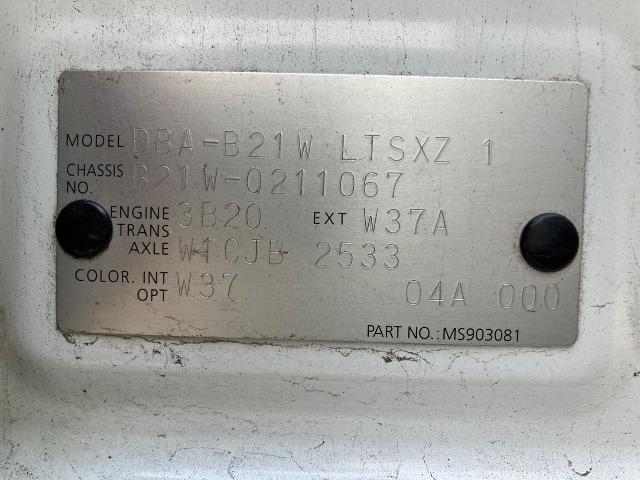 MODEL DBA-B21W LTSXZ 1
CHASSIS NO. B21W-0211067
ENGINE 3B20 EXT W37A
TRANS AXLE W1CJB 2533
COLOR. INT OPT W37 04A 000
PART NO.:MS903081